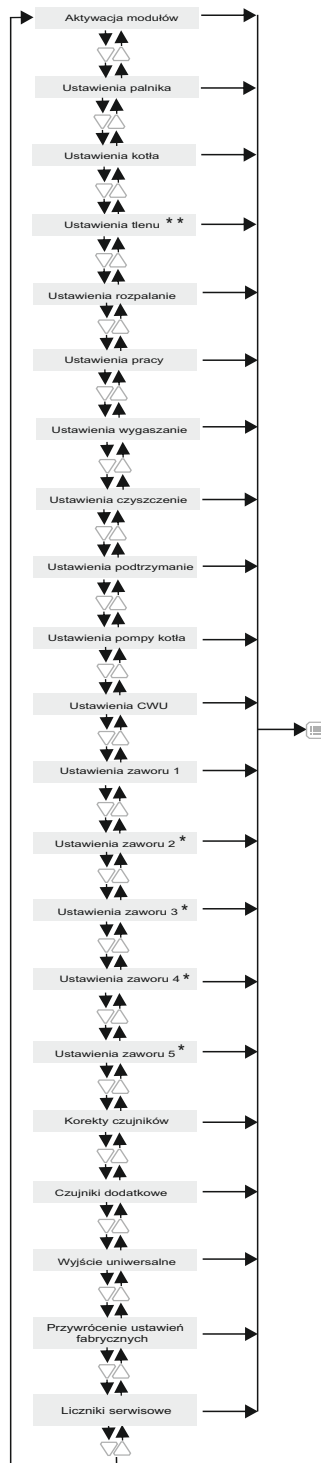 Aktywacja modułów
Ustawienia palnika
Ustawienia kotła
Ustawienia tlenu **
Ustawienia rozpalanie
Ustawienia pracy
Ustawienia wygaszanie
Ustawienia czyszczenie
Ustawienia podtrzymanie
Ustawienia pompy kotła
Ustawienia CWU
Ustawienia zaworu 1
Ustawienia zaworu 2 *
Ustawienia zaworu 3 *
Ustawienia zaworu 4 *
Ustawienia zaworu 5 *
Korekty czujników
Czujniki dodatkowe
Wyjście uniwersalne
Przywrócenie ustawień
fabrycznych
Liczniki serwisowe